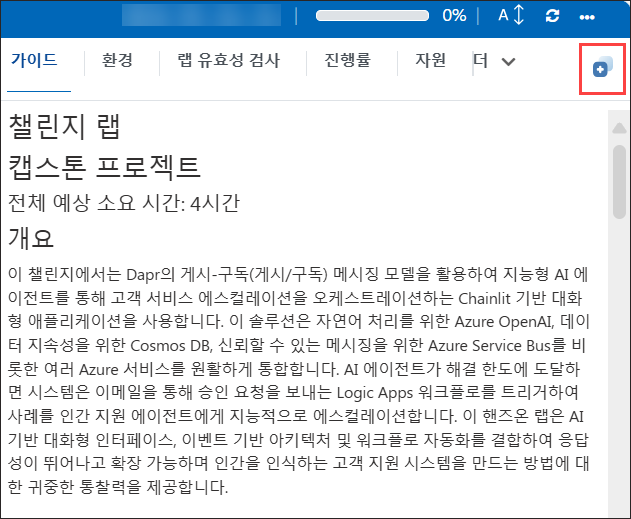 0% A
가이드 환경 랩 유효성 검사 진행률 자원 더
챌린지 랩
캡스톤 프로젝트
전체 예상 소요 시간: 4시간
개요
이 챌린지에서는 Dapr의 게시-구독(게시/구독) 메시징 모델을 활용하여 지능형 AI 에
이전트를 통해 고객 서비스 에스컬레이션을 오케스트레이션하는 Chainlit 기반 대화
형 애플리케이션을 사용합니다. 이 솔루션은 자연어 처리를 위한 Azure OpenAI, 데이
터 지속성을 위한 Cosmos DB, 신뢰할 수 있는 메시징을 위한 Azure Service Bus를 비
롯한 여러 Azure 서비스를 원활하게 통합합니다. AI 에이전트가 해결 한도에 도달하
면 시스템은 이메일을 통해 승인 요청을 보내는 Logic Apps 워크플로를 트리거하여
사례를 인간 지원 에이전트에게 지능적으로 에스컬레이션합니다. 이 핸즈온 랩은 AI
기반 대화형 인터페이스, 이벤트 기반 아키텍처 및 워크플로 자동화를 결합하여 응답
성이 뛰어나고 확장 가능하며 인간을 인식하는 고객 지원 시스템을 만드는 방법에 대
한 귀중한 통찰력을 제공합니다.